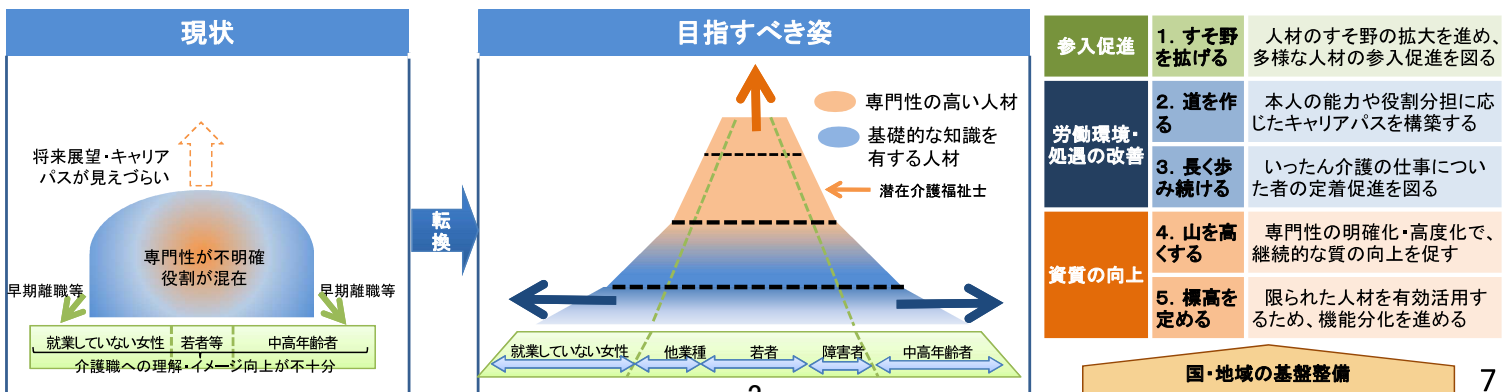 現状
将来展望・キャリア
パスが見えづらい
専門性が不明確
役割が混在
早期離職等
早期離職等
就業していない女性
若者等
中高年齢者
介護職への理解・イメージ向上が不十分
転換
目指すべき姿
専門性の高い人材
基礎的な知識を
有する人材
潜在介護福祉士
就業していない女性
他業種
若者
障害者
中高年齢者
参入促進
1. すそ野
を拡げる
人材のすそ野の拡大を進め、
多様な人材の参入促進を図る
労働環境・
処遇の改善
2. 道を作
る
本人の能力や役割分担に応
じたキャリアパスを構築する
3. 長く歩
み続ける
いったん介護の仕事につい
た者の定着促進を図る
資質の向上
4. 山を高
くする
専門性の明確化・高度化で、
継続的な質の向上を促す
5. 標高を
定める
限られた人材を有効活用す
るため、機能分化を進める
国・地域の基盤整備
7